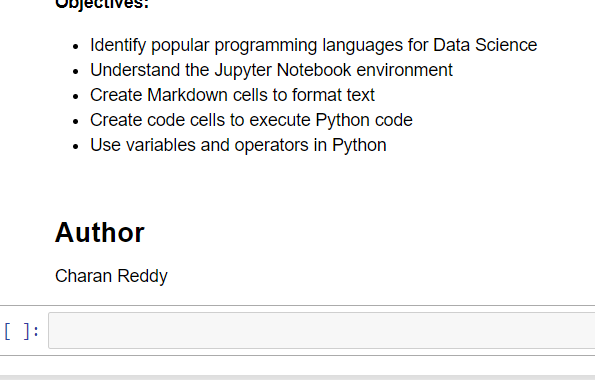 Objectives:
• Identify popular programming languages for Data Science
• Understand the Jupyter Notebook environment
• Create Markdown cells to format text
• Create code cells to execute Python code
• Use variables and operators in Python
Author
Charan Reddy
[ ]: